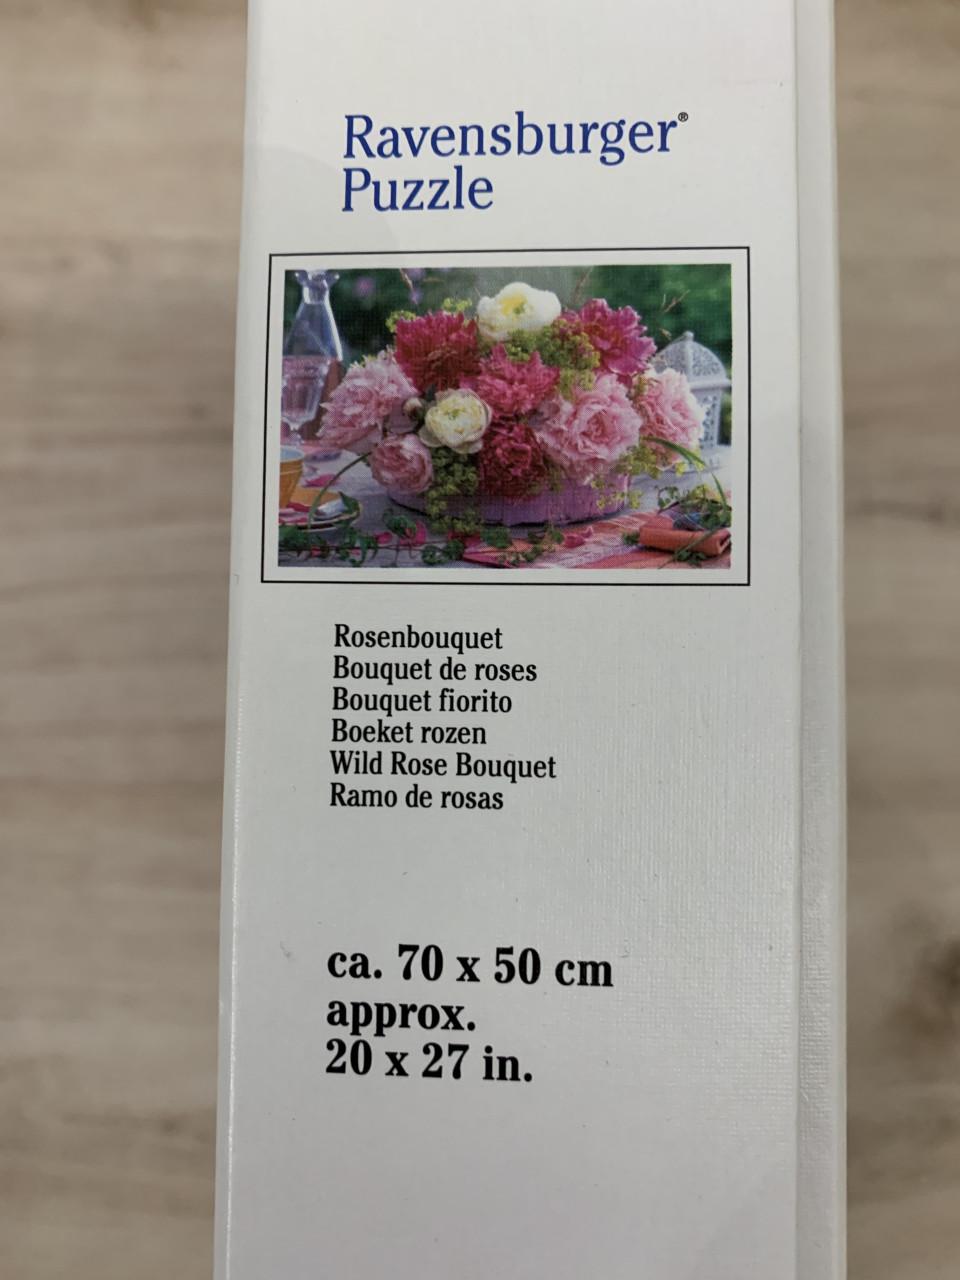 Ravensburger®
Puzzle
Rosenbouquet
Bouquet de roses
Bouquet fiorito
Boeket rozen
Wild Rose Bouquet
Ramo de rosas
ca. 70 x 50 cm
approx.
20 x 27 in.